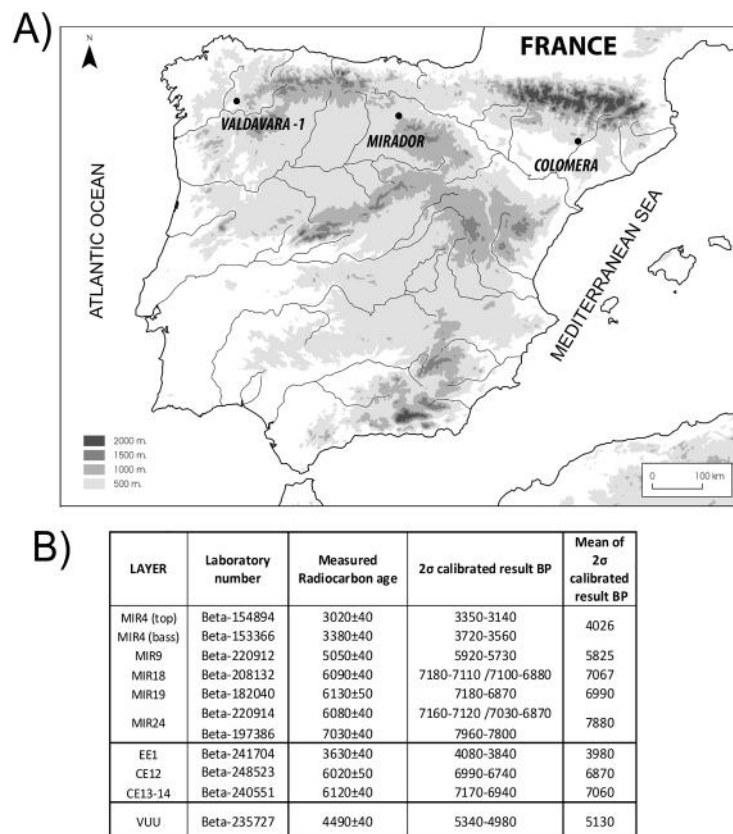 A)
N
FRANCE
VALDAVARA -1
MIRADOR
COLOMERA
ATLANTIC OCEAN
MEDITERRANEAN SEA
2000 m.
1500 m.
1000 m.
500 m.
0 100 km
B)
LAYER Laboratory number Measured Radiocarbon age 2σ calibrated result BP Mean of 2σ calibrated result BP
MIR4 (top) Beta-154894 3020±40 3350-3140 4026
MIR4 (bass) Beta-153366 3380±40 3720-3560
MIR9 Beta-220912 5050±40 5920-5730 5825
MIR18 Beta-208132 6090±40 7180-7110 /7100-6880 7067
MIR19 Beta-182040 6130±50 7180-6870 6990
MIR24 Beta-220914 6080±40 7160-7120 /7030-6870 7880
Beta-197386 7030±40 7960-7800
EE1 Beta-241704 3630±40 4080-3840 3980
CE12 Beta-248523 6020±50 6990-6740 6870
CE13-14 Beta-240551 6120±40 7170-6940 7060
VUU Beta-235727 4490±40 5340-4980 5130